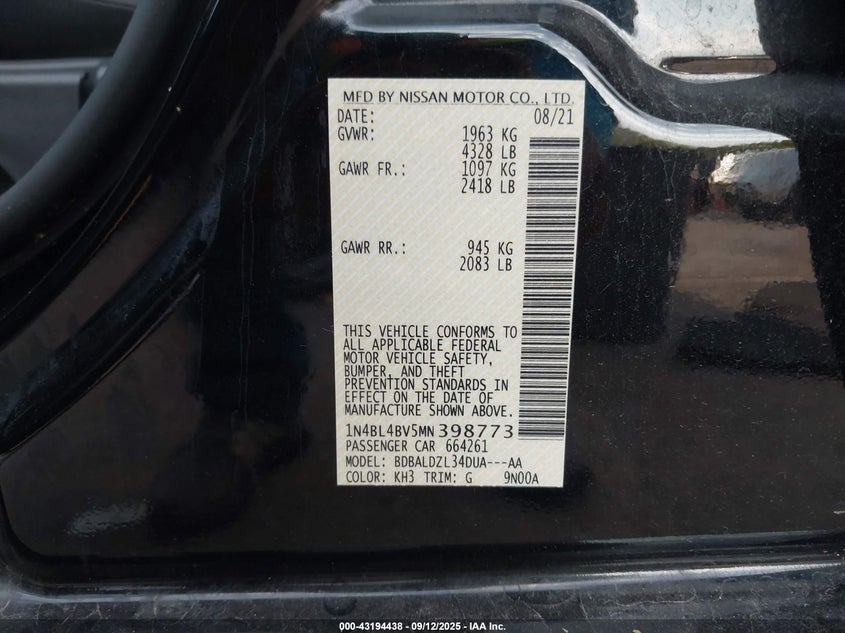 MFD BY NISSAN MOTOR CO., LTD.
DATE: 08/21
GVWR: 1963 KG
4328 LB
GAWR FR.: 1097 KG
2418 LB
GAWR RR.: 945 KG
2083 LB
THIS VEHICLE CONFORMS TO
ALL APPLICABLE FEDERAL
MOTOR VEHICLE SAFETY,
BUMPER, AND THEFT
PREVENTION STANDARDS IN
EFFECT ON THE DATE OF
MANUFACTURE SHOWN ABOVE.
1N4BL4BV5MN398773
PASSENGER CAR 664261
MODEL: BDBALDZL34DUA---AA
COLOR: KH3 TRIM: G 9N00A
000-43194438 - 09/12/2025 - IAA Inc.